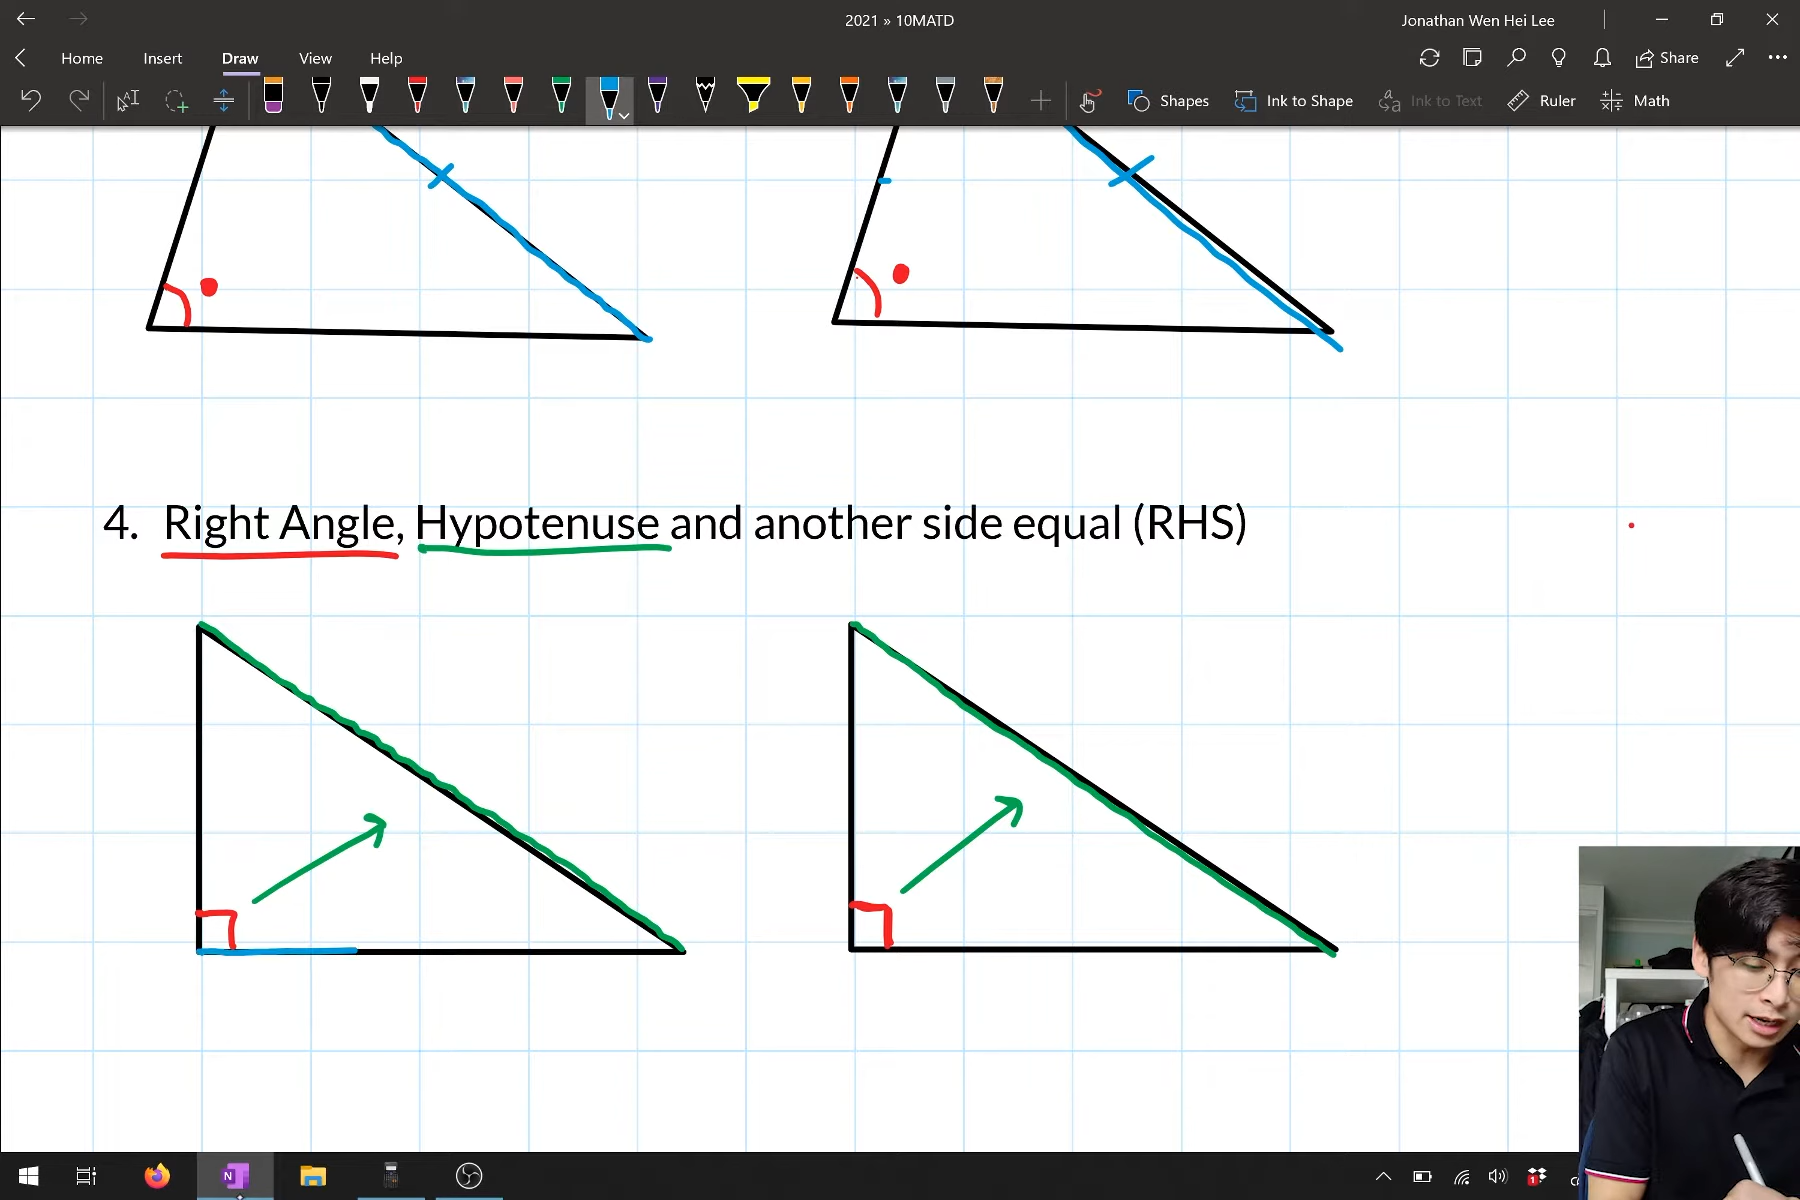 2021 » 10MATD
Jonathan Wen Hei Lee
Home Insert Draw View Help
Share
Shapes Ink to Shape Ink to Text Ruler Math
4. Right Angle, Hypotenuse and another side equal (RHS)